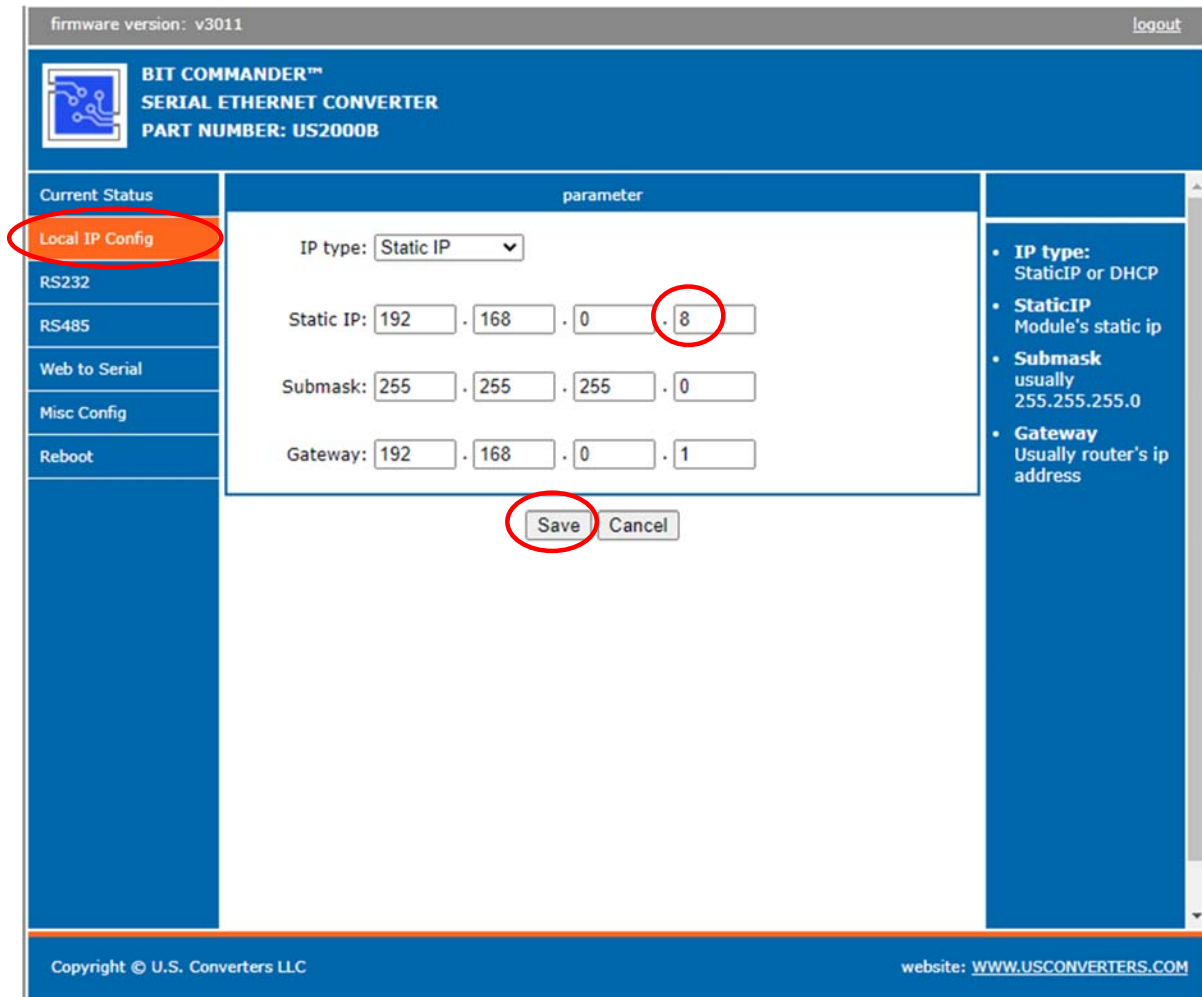 firmware version: v3011
logout
BIT COMMANDER™
SERIAL ETHERNET CONVERTER
PART NUMBER: US2000B
Current Status
Local IP Config
RS232
RS485
Web to Serial
Misc Config
Reboot
parameter
IP type: Static IP
Static IP: 192 . 168 . 0 . 8
Submask: 255 . 255 . 255 . 0
Gateway: 192 . 168 . 0 . 1
Save Cancel
• IP type:
StaticIP or DHCP
• StaticIP
Module's static ip
• Submask
usually
255.255.255.0
• Gateway
Usually router's ip
address
Copyright © U.S. Converters LLC
website: WWW.USCONVERTERS.COM